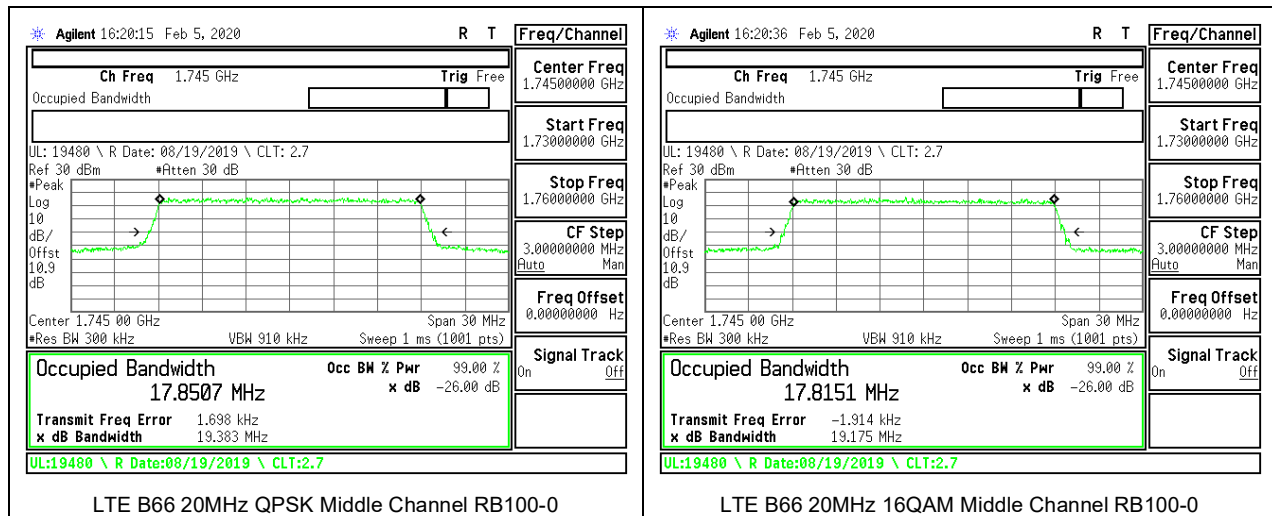 Agilent 16:20:15 Feb 5, 2020 R T
Freq/Channel
Ch Freq 1.745 GHz Trig Free
Occupied Bandwidth
Center Freq
1.74500000 GHz
Start Freq
1.73000000 GHz
UL: 19480 \ R Date: 08/19/2019 \ CLT: 2.7
Ref 30 dBm #Atten 30 dB
#Peak
Log
10
dB/
Offst
10.9
dB
Stop Freq
1.76000000 GHz
CF Step
3.00000000 MHz
Auto Man
Freq Offset
0.00000000 Hz
Center 1.745 00 GHz Span 30 MHz
#Res BW 300 kHz VBW 910 kHz Sweep 1 ms (1001 pts)
Signal Track
On Off
Occupied Bandwidth Occ BW % Pwr 99.00 %
17.8507 MHz x dB -26.00 dB
Transmit Freq Error 1.698 kHz
x dB Bandwidth 19.383 MHz
UL:19480 \ R Date:08/19/2019 \ CLT:2.7
LTE B66 20MHz QPSK Middle Channel RB100-0
Agilent 16:20:36 Feb 5, 2020 R T
Freq/Channel
Ch Freq 1.745 GHz Trig Free
Occupied Bandwidth
Center Freq
1.74500000 GHz
Start Freq
1.73000000 GHz
UL: 19480 \ R Date: 08/19/2019 \ CLT: 2.7
Ref 30 dBm #Atten 30 dB
#Peak
Log
10
dB/
Offst
10.9
dB
Stop Freq
1.76000000 GHz
CF Step
3.00000000 MHz
Auto Man
Freq Offset
0.00000000 Hz
Center 1.745 00 GHz Span 30 MHz
#Res BW 300 kHz VBW 910 kHz Sweep 1 ms (1001 pts)
Signal Track
On Off
Occupied Bandwidth Occ BW % Pwr 99.00 %
17.8151 MHz x dB -26.00 dB
Transmit Freq Error -1.914 kHz
x dB Bandwidth 19.175 MHz
UL:19480 \ R Date:08/19/2019 \ CLT:2.7
LTE B66 20MHz 16QAM Middle Channel RB100-0